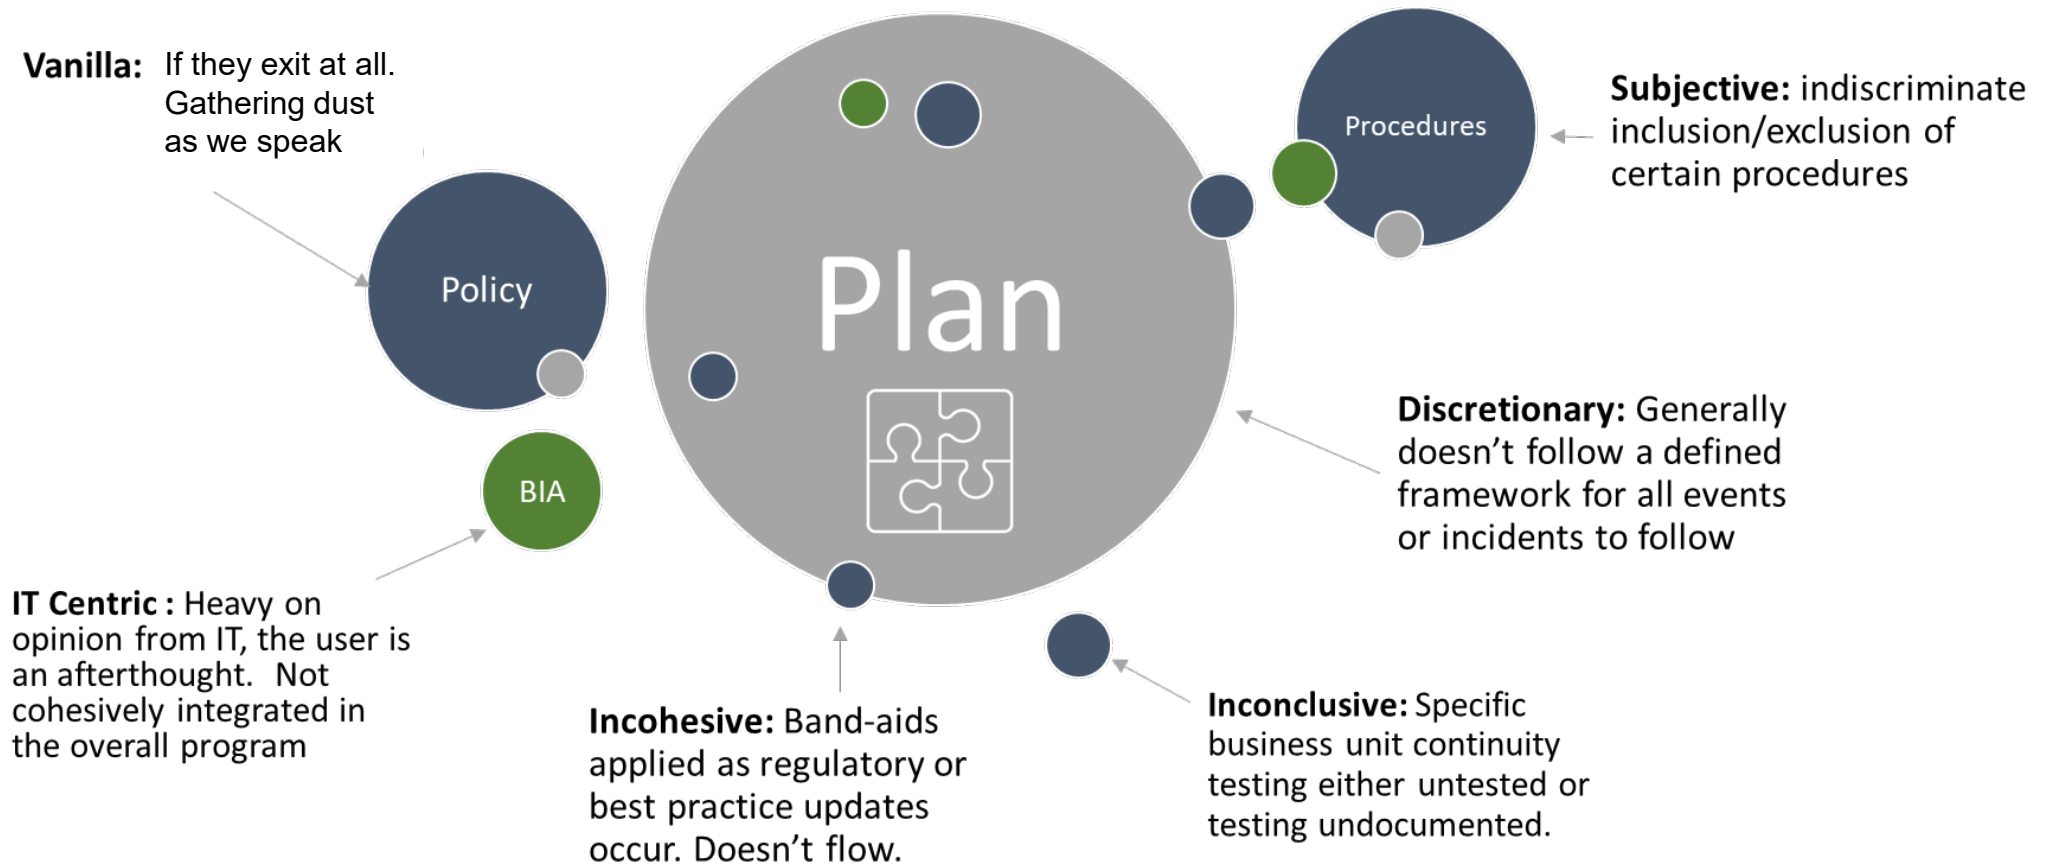 Vanilla: If they exit at all.
Gathering dust
as we speak
Policy
BIA
Plan
Procedures
Subjective: indiscriminate
inclusion/exclusion of
certain procedures
Discretionary: Generally
doesn’t follow a defined
framework for all events
or incidents to follow
IT Centric : Heavy on
opinion from IT, the user is
an afterthought.  Not
cohesively integrated in
the overall program
Incohesive: Band-aids
applied as regulatory or
best practice updates
occur. Doesn’t flow.
Inconclusive: Specific
business unit continuity
testing either untested or
testing undocumented.